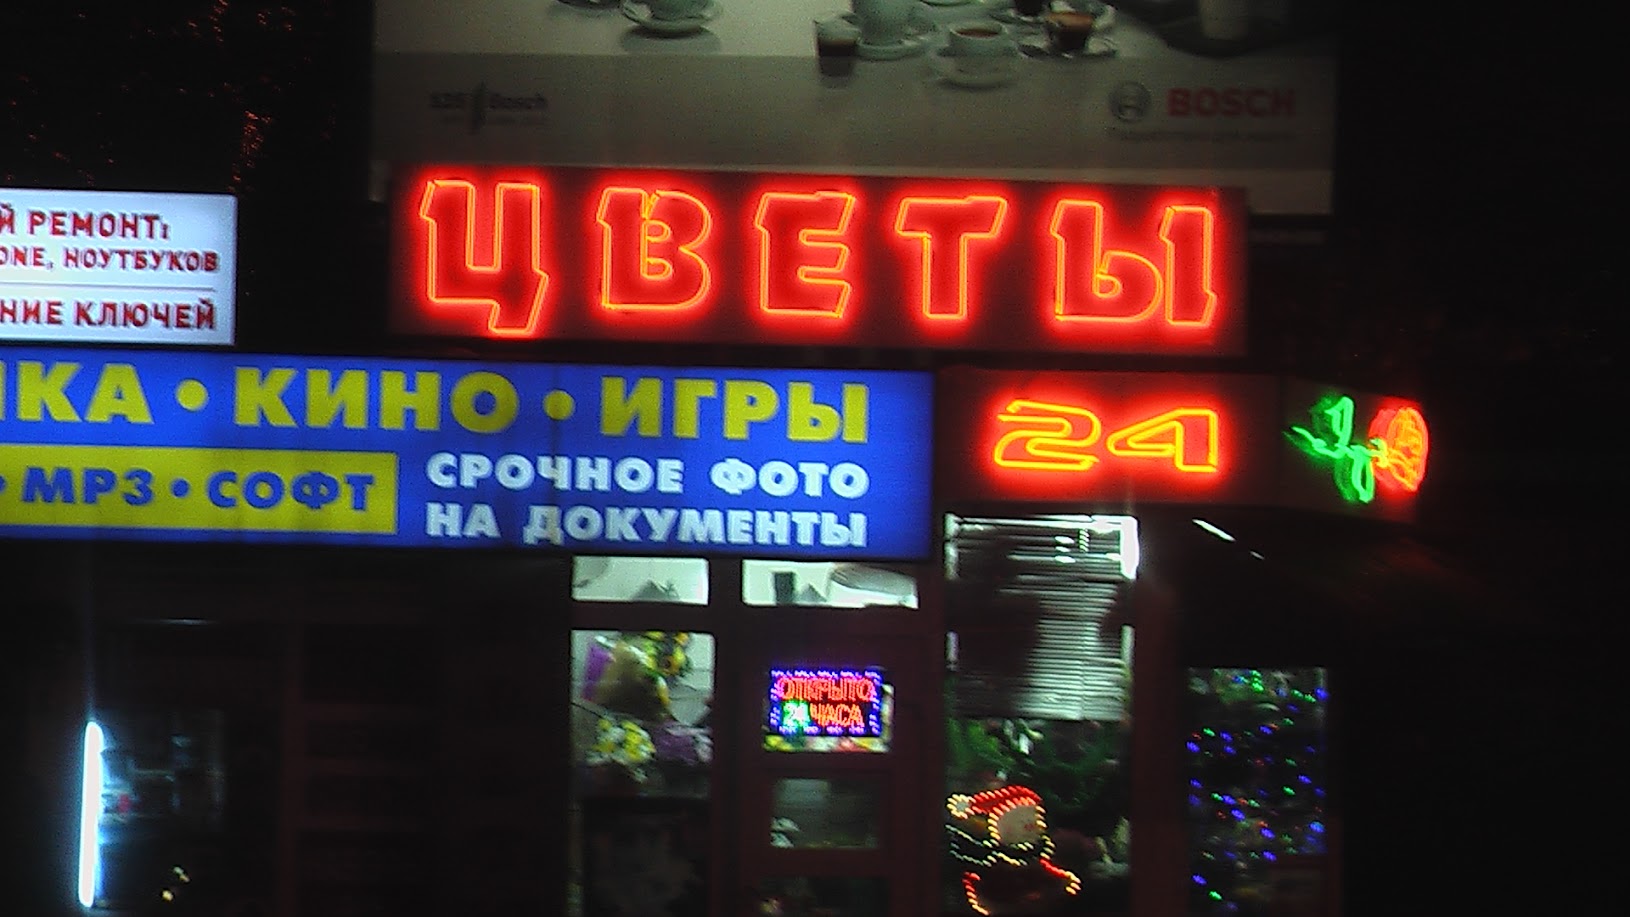 BOSCH
Bosch
ЦВЕТЫ
24
Й РЕМОНТ:
ONE, НОУТБУКОВ
НИЕ КЛЮЧЕЙ
КА • КИНО • ИГРЫ
• MP3 • СОФТ
СРОЧНОЕ ФОТО
НА ДОКУМЕНТЫ
ОТКРЫТО
24 ЧАСА